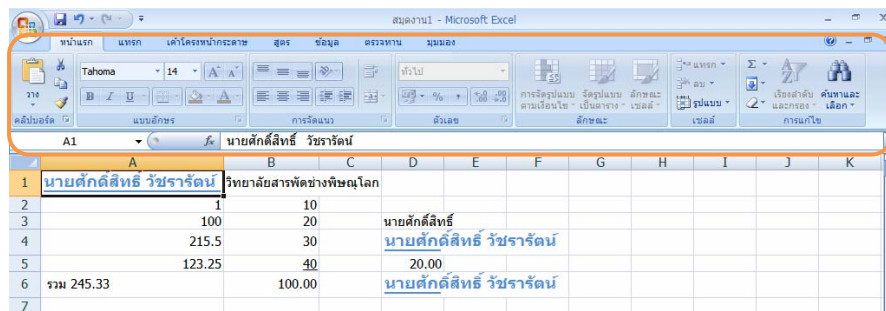 สมุดงาน1 - Microsoft Excel
หน้าแรก แทรก เค้าโครงหน้ากระดาษ สูตร ข้อมูล ตรวจทาน มุมมอง
วาง Tahoma 14 A A ทั่วไป แทรก Σ
B I U A % , .0 .00 .00 .0 การจัดรูปแบบตามเงื่อนไข จัดรูปแบบเป็นตาราง ลักษณะเซลล์ ลบ รูปแบบ เรียงลำดับและกรอง ค้นหาและเลือก
คลิปบอร์ด แบบอักษร การจัดแนว ตัวเลข ลักษณะ เซลล์ การแก้ไข
A1 fx นายศักดิ์สิทธิ์ วัชรารัตน์
A B C D E F G H I J K
1 นายศักดิ์สิทธิ์ วัชรารัตน์ วิทยาลัยสารพัดช่างพิษณุโลก
2 1 10
3 100 20 นายศักดิ์สิทธิ์
4 215.5 30 นายศักดิ์สิทธิ์ วัชรารัตน์
5 123.25 40 20.00
6 รวม 245.33 100.00 นายศักดิ์สิทธิ์ วัชรารัตน์
7